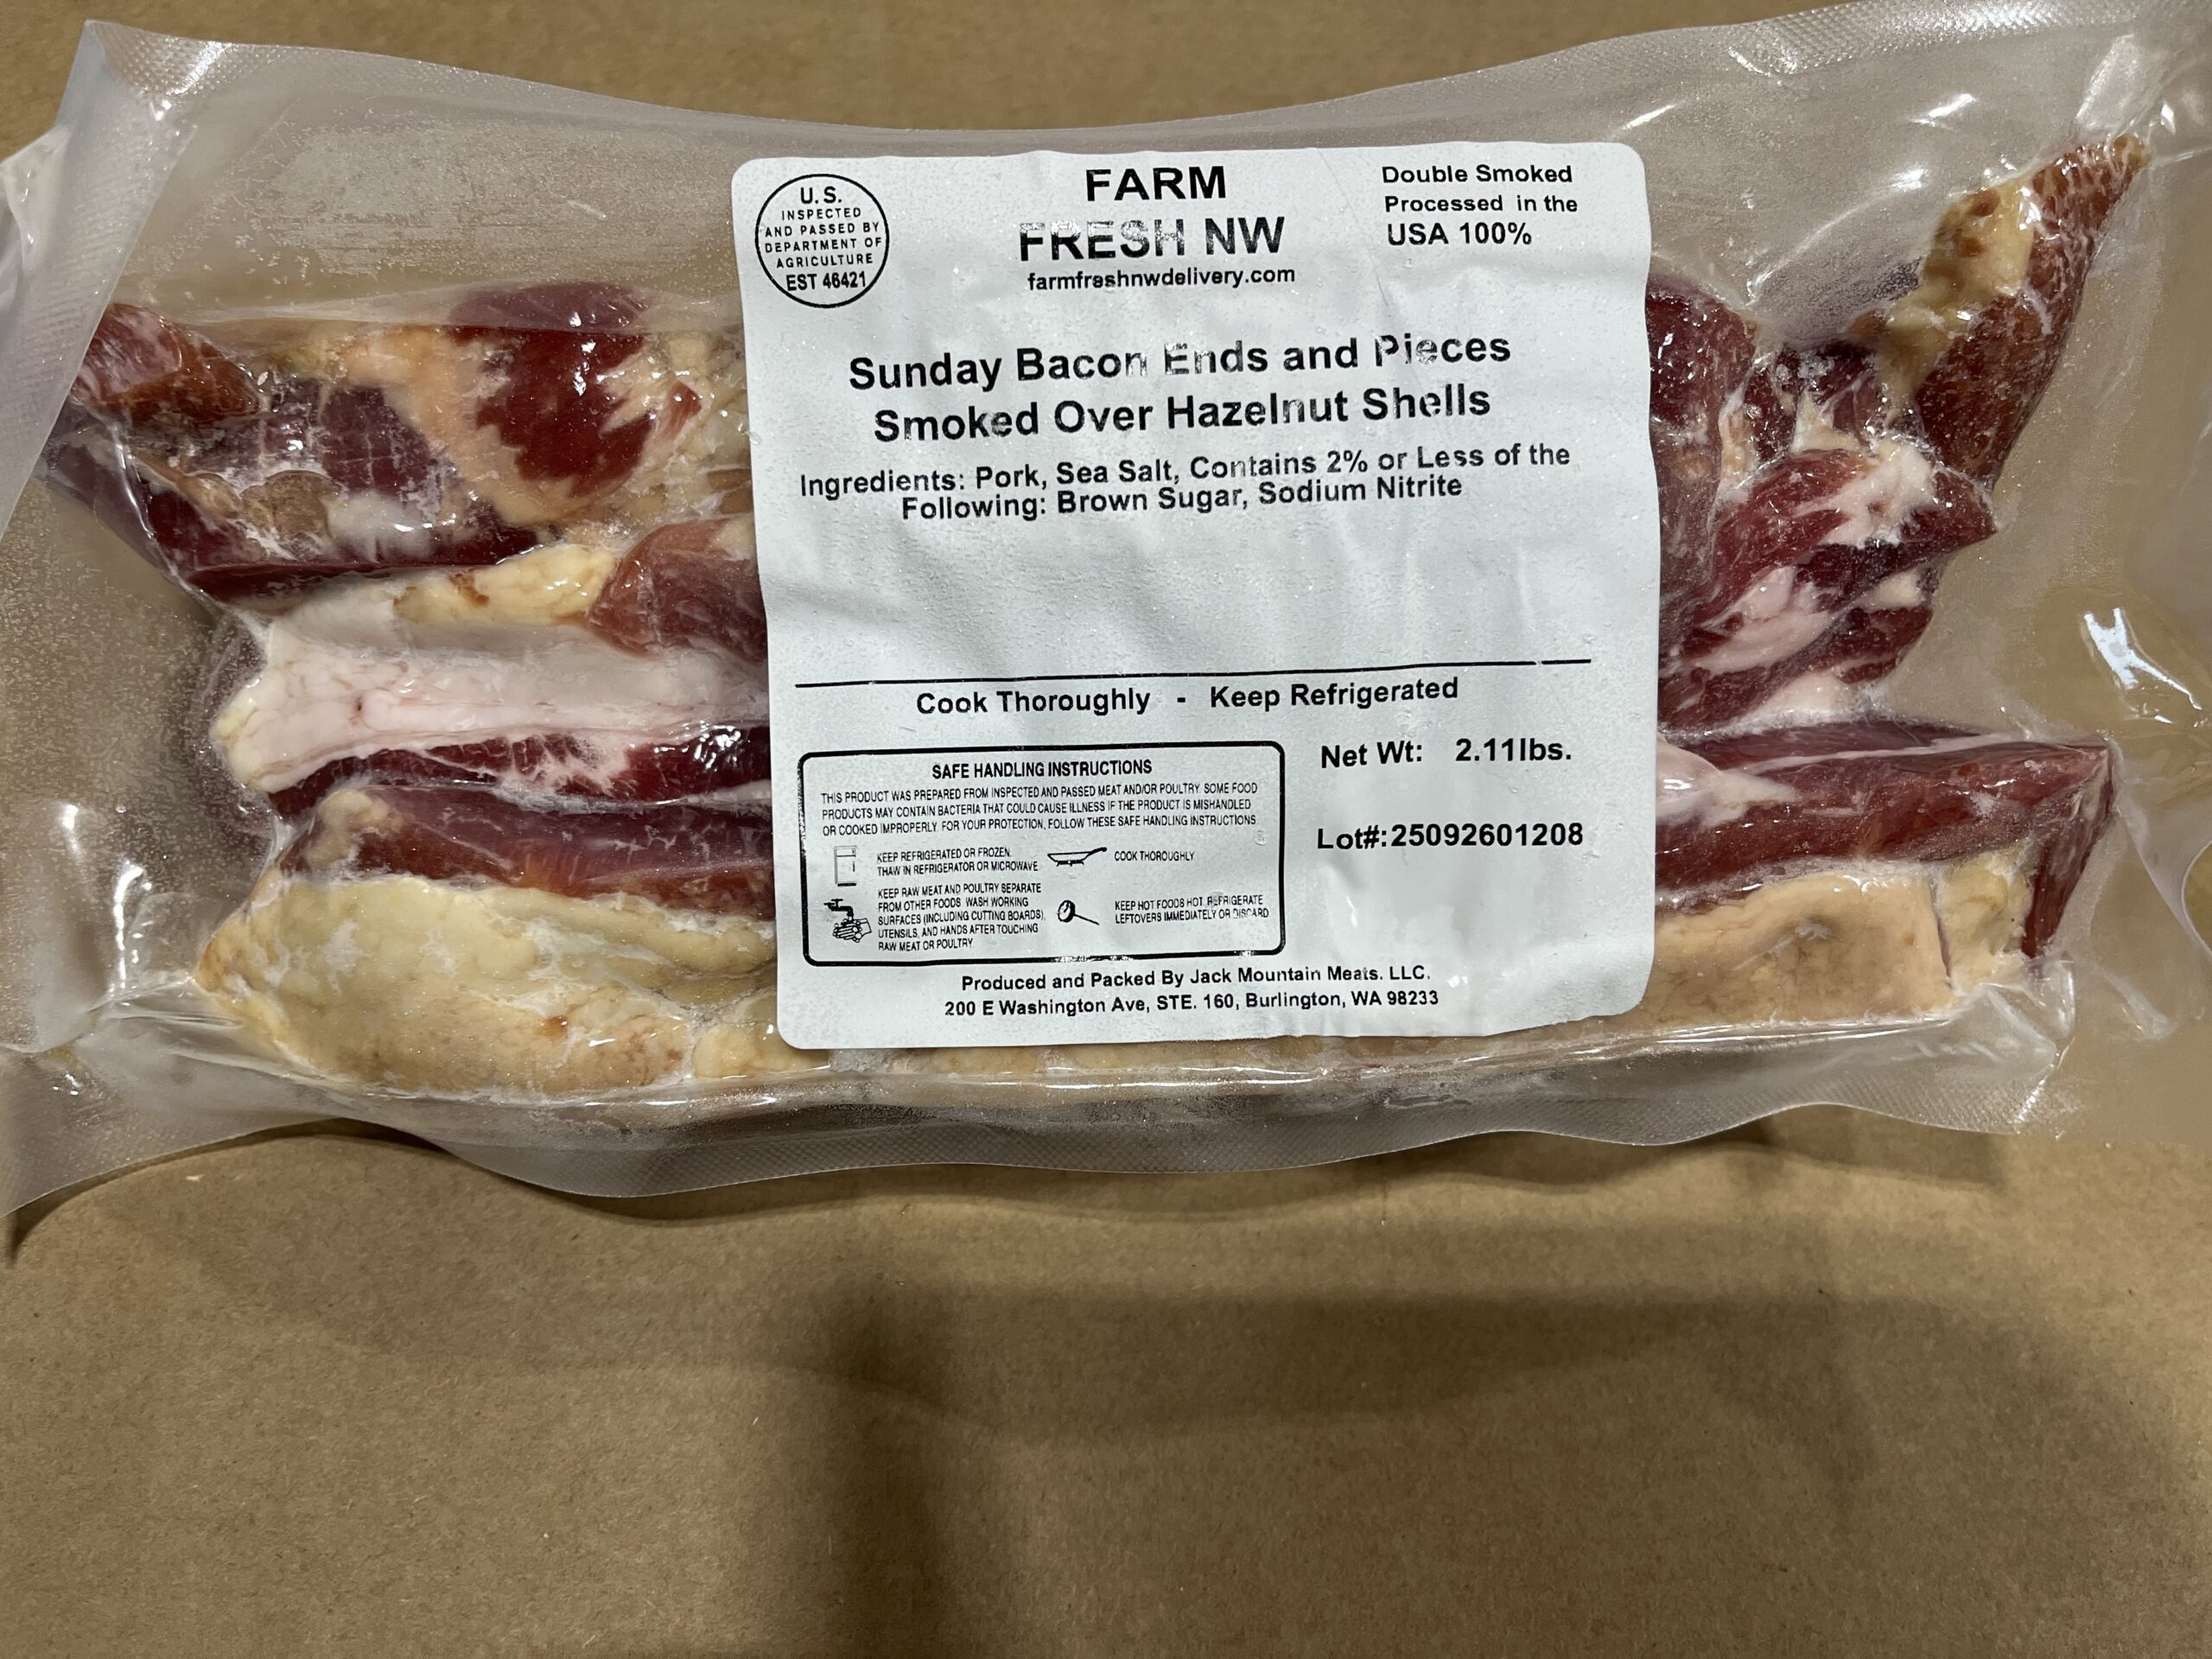 U.S.
INSPECTED
AND PASSED BY
DEPARTMENT OF
AGRICULTURE
EST 46421
FARM
FRESH NW
farmfreshnwdelivery.com
Double Smoked
Processed in the
USA 100%
Sunday Bacon Ends and Pieces
Smoked Over Hazelnut Shells
Ingredients: Pork, Sea Salt, Contains 2% or Less of the
Following: Brown Sugar, Sodium Nitrite
Cook Thoroughly - Keep Refrigerated
SAFE HANDLING INSTRUCTIONS
THIS PRODUCT WAS PREPARED FROM INSPECTED AND PASSED MEAT AND/OR POULTRY. SOME FOOD
PRODUCTS MAY CONTAIN BACTERIA THAT COULD CAUSE ILLNESS IF THE PRODUCT IS MISHANDLED
OR COOKED IMPROPERLY. FOR YOUR PROTECTION, FOLLOW THESE SAFE HANDLING INSTRUCTIONS.
KEEP REFRIGERATED OR FROZEN.
THAW IN REFRIGERATOR OR MICROWAVE
COOK THOROUGHLY
KEEP RAW MEAT AND POULTRY SEPARATE
FROM OTHER FOODS. WASH WORKING
SURFACES (INCLUDING CUTTING BOARDS),
UTENSILS, AND HANDS AFTER TOUCHING
RAW MEAT OR POULTRY
KEEP HOT FOODS HOT. REFRIGERATE
LEFTOVERS IMMEDIATELY OR DISCARD
Net Wt: 2.11lbs.
Lot#:25092601208
Produced and Packed By Jack Mountain Meats. LLC.
200 E Washington Ave, STE. 160, Burlington, WA 98233